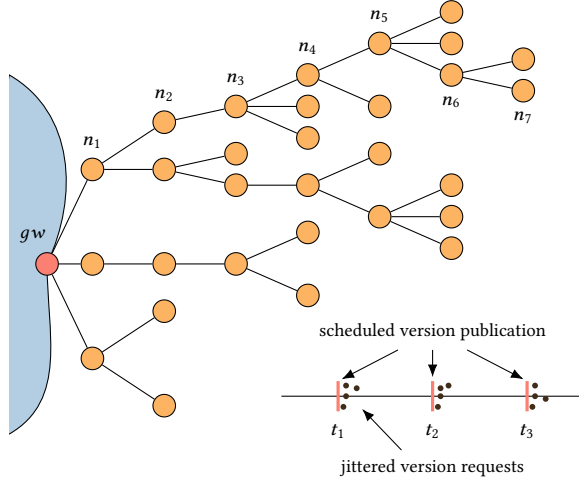 n5
n4
n3
n2
n6
n7
n1
gw
scheduled version publication
t1 t2 t3
jittered version requests